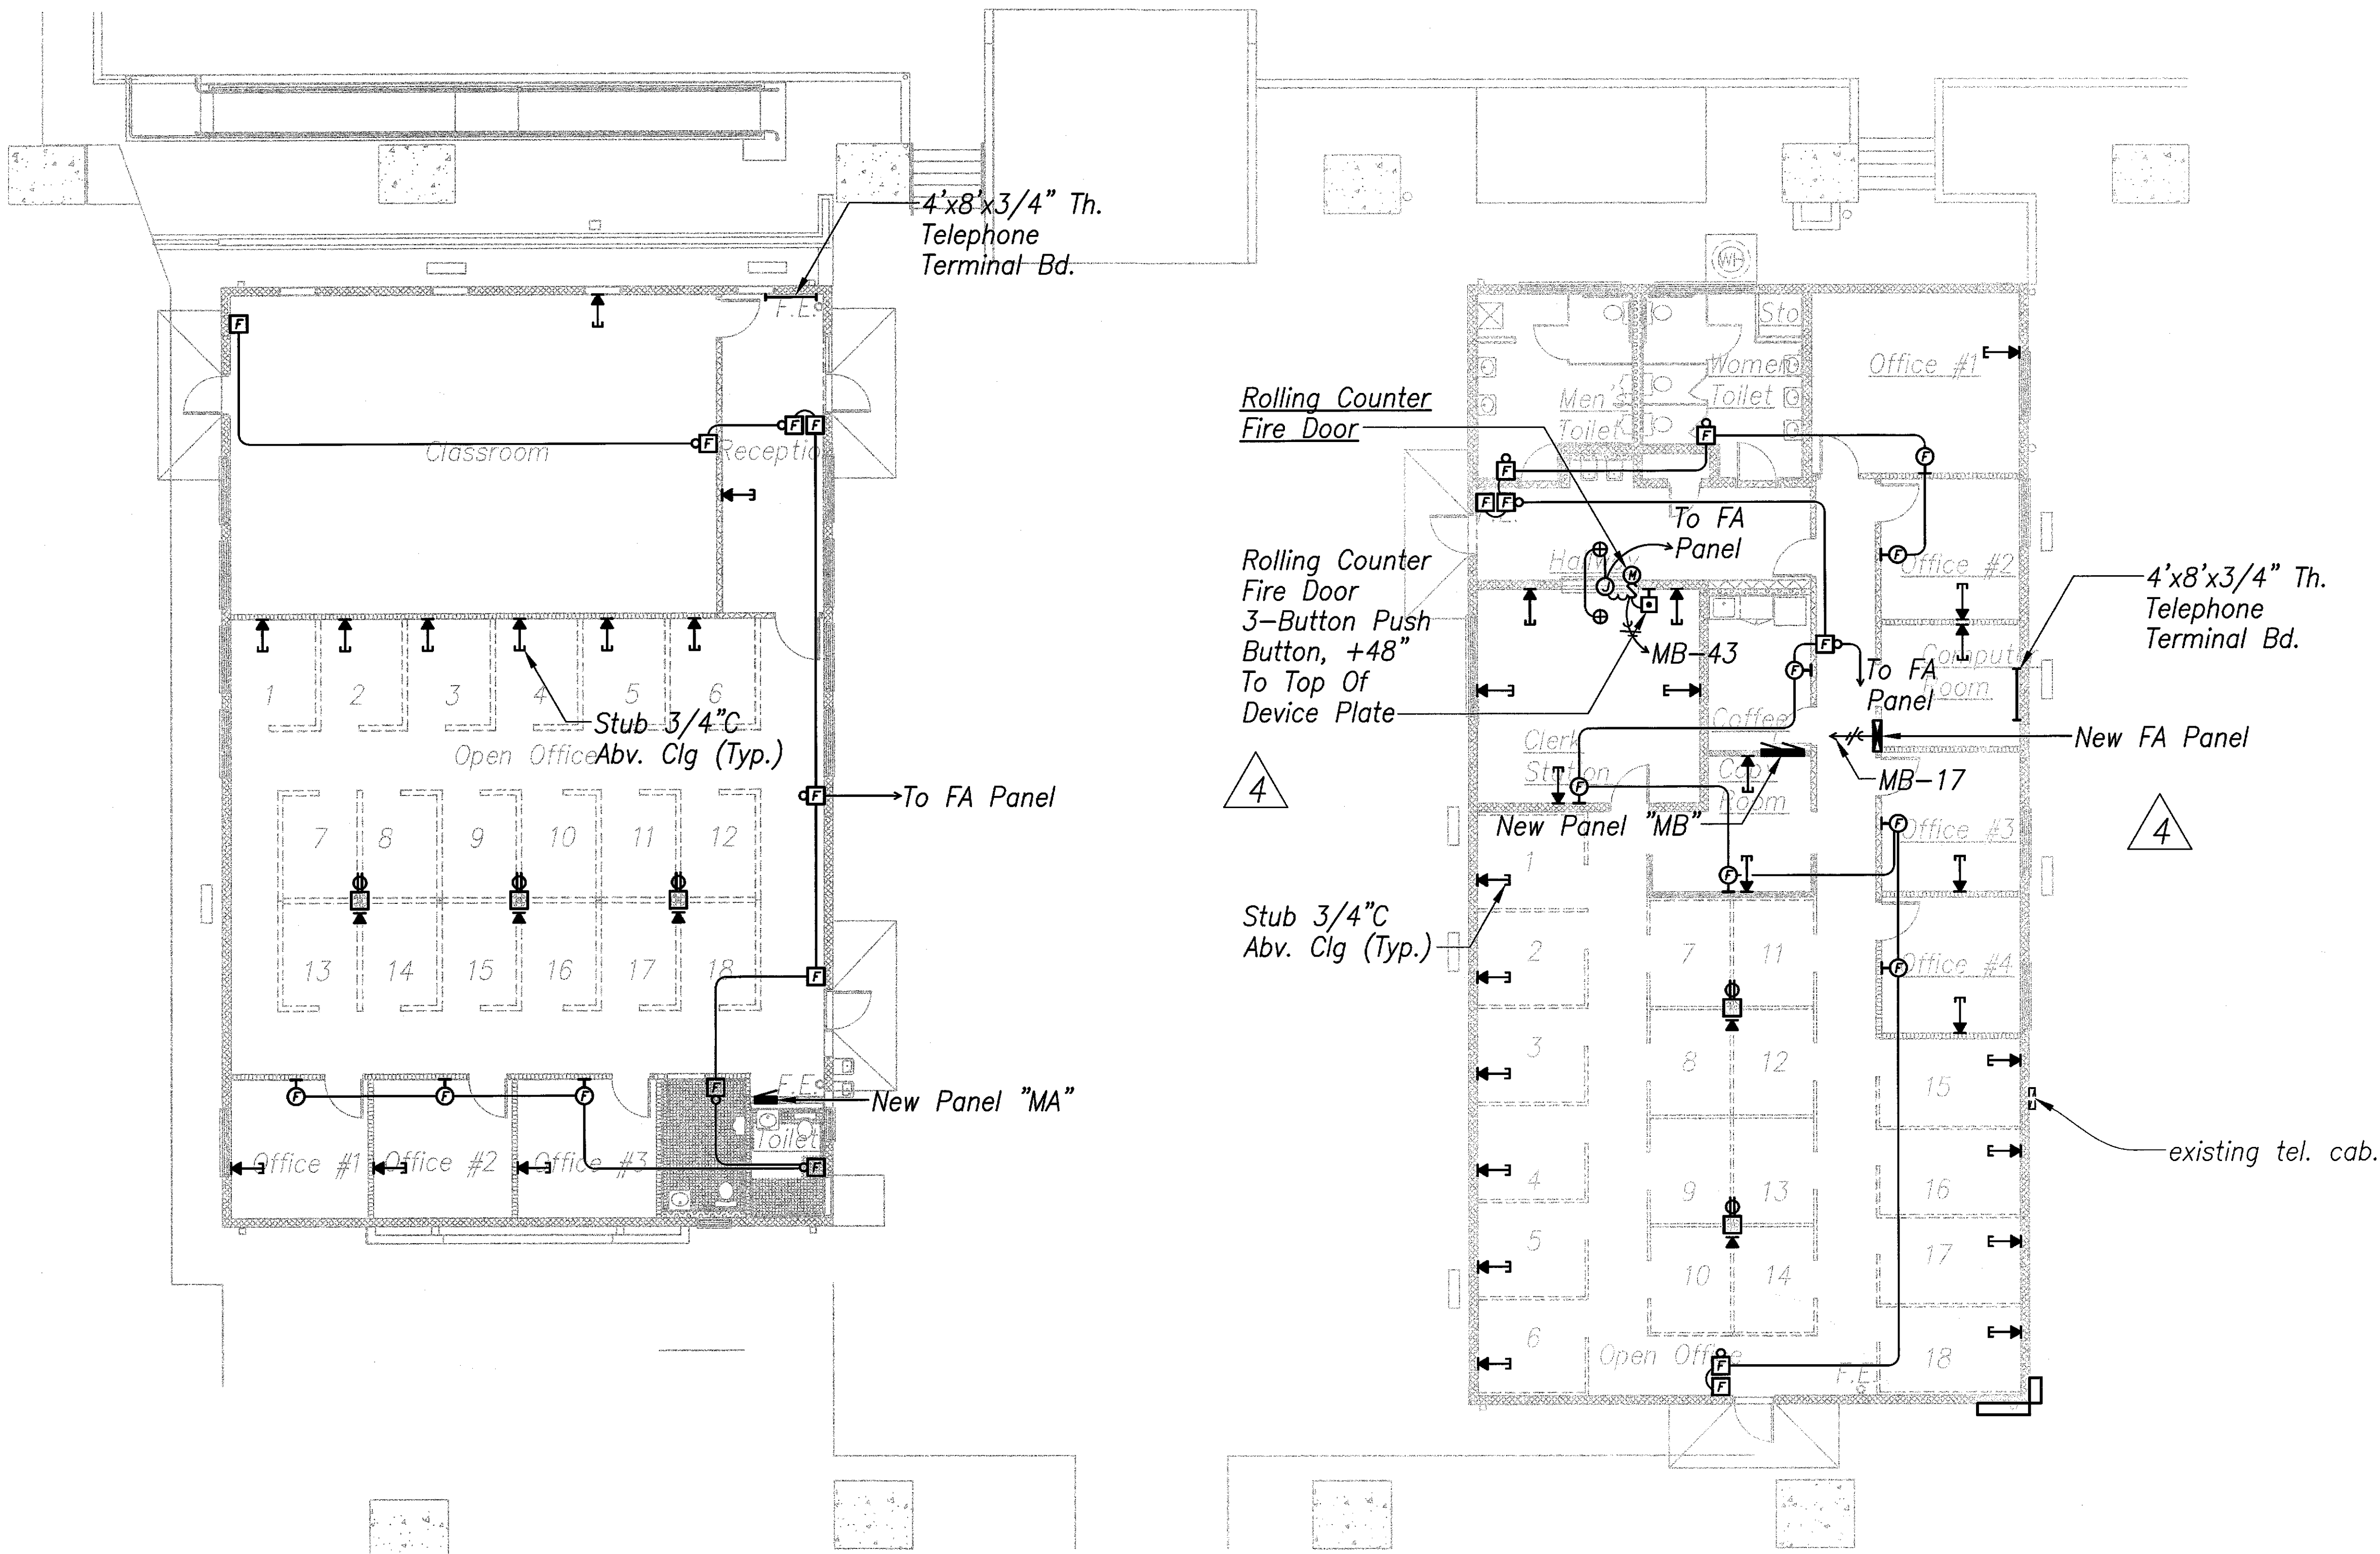 4'x8'x3/4" Th.
Telephone
Terminal Bd.
F.E.
F
F
F
F
Classroom
Reception
1
2
3
4
5
6
Stub 3/4"C
Abv. Clg (Typ.)
Open Office
F
To FA Panel
7
8
9
10
11
12
13
14
15
16
17
18
F
F
F.E.
New Panel "MA"
F
F
F
Toilet
F
Office #1
Office #2
Office #3
WH
Sto
Office #1
Women
Toilet
Men's
Toilet
Rolling Counter
Fire Door
F
F
F
F
F
To FA
Panel
Hallway
M
J
F
Office #2
Rolling Counter
Fire Door
3-Button Push
Button, +48"
To Top Of
Device Plate
MB-43
4'x8'x3/4" Th.
Telephone
Terminal Bd.
F
F
To FA
Panel
Computer
Room
Coffee
Clerk
Station
New FA Panel
MB-17
Copy
Room
F
New Panel "MB"
4
4
F
Office #3
F
Stub 3/4"C
Abv. Clg (Typ.)
F
Office #4
1
2
3
4
5
6
7
11
8
12
9
13
10
14
15
16
17
18
existing tel. cab.
Open Office
F
F
F.E.